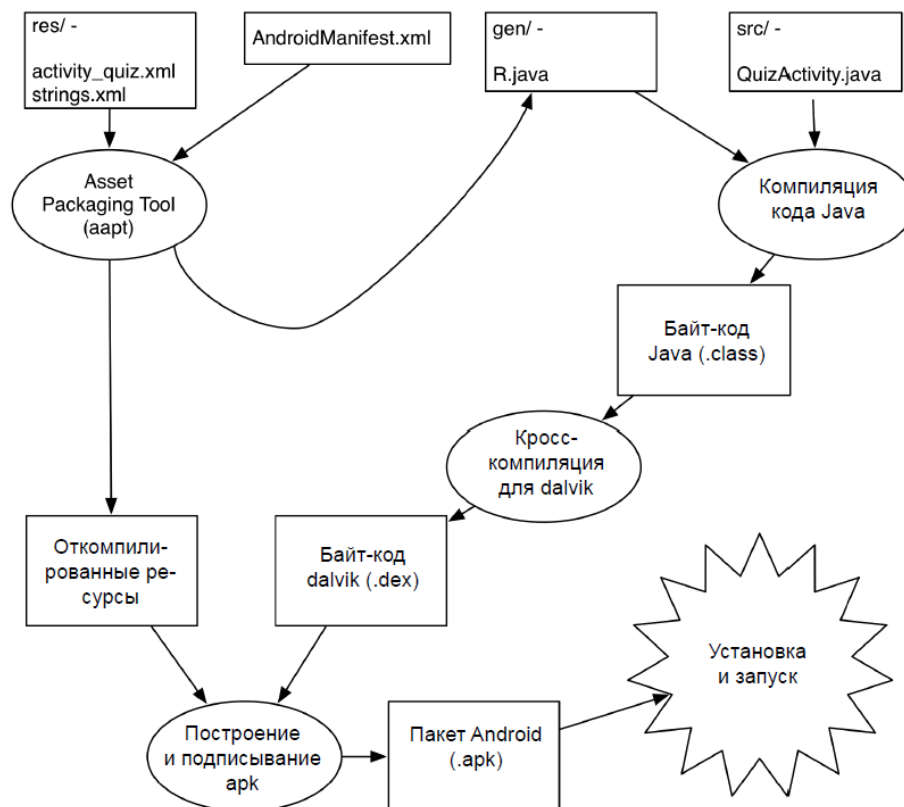 res/ -
activity_quiz.xml
strings.xml
AndroidManifest.xml
gen/ -
R.java
src/ -
QuizActivity.java
Asset
Packaging Tool
(aapt)
Компиляция
кода Java
Байт-код
Java (.class)
Кросс-
компиляция
для dalvik
Откомпили-
рованные ре-
сурсы
Байт-код
dalvik (.dex)
Установка
и запуск
Построение
и подписывание
apk
Пакет Android
(.apk)